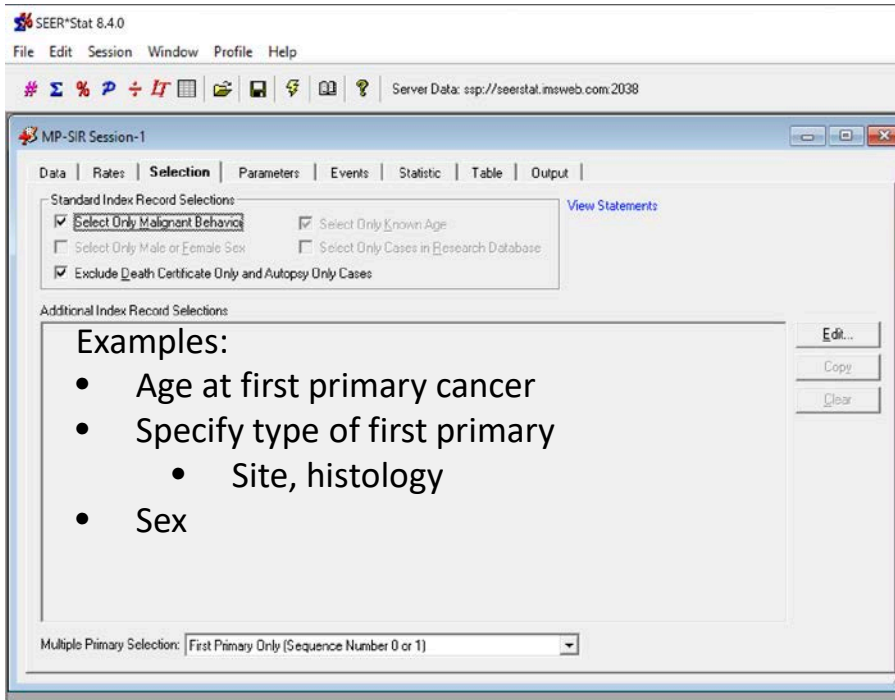 SEER*Stat 8.4.0
File Edit Session Window Profile Help
# Σ % P ÷ LT Server Data: ssp://seerstat.imsweb.com:2038
MP-SIR Session-1
Data | Rates | Selection | Parameters | Events | Statistic | Table | Output |
Standard Index Record Selections
View Statements
Select Only Malignant Behavior
Select Only Known Age
Select Only Male or Female Sex
Select Only Cases in Research Database
Exclude Death Certificate Only and Autopsy Only Cases
Additional Index Record Selections
Examples:
• Age at first primary cancer
• Specify type of first primary
• Site, histology
• Sex
Edit...
Copy
Clear
Multiple Primary Selection: First Primary Only (Sequence Number 0 or 1)